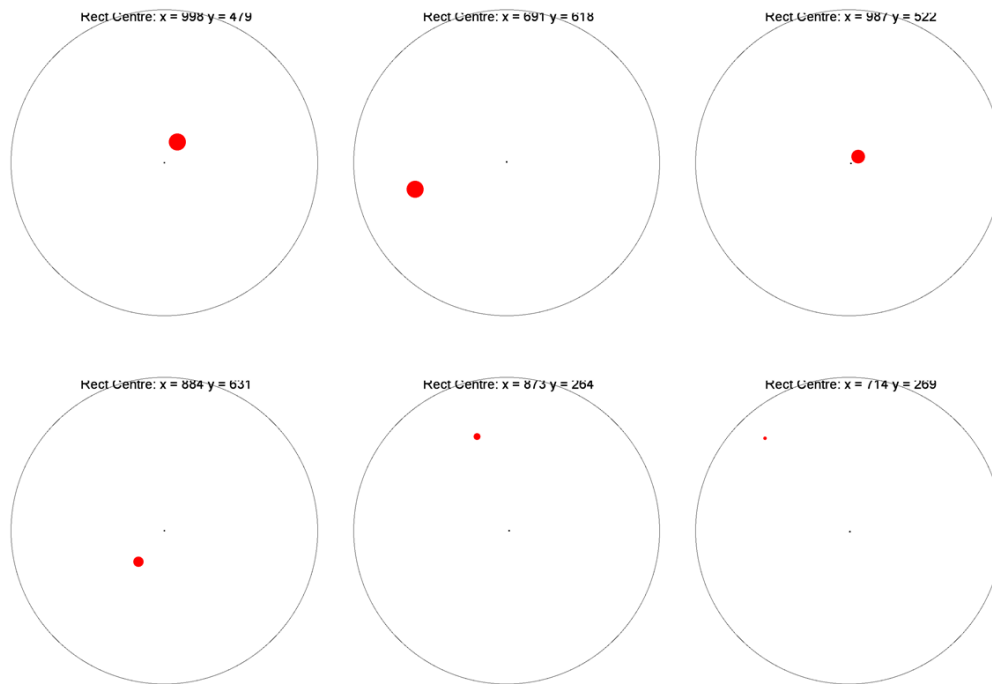 Rect Centre: x = 998 y = 479
Rect Centre: x = 691 y = 618
Rect Centre: x = 987 y = 522
Rect Centre: x = 884 y = 631
Rect Centre: x = 873 y = 264
Rect Centre: x = 714 y = 269